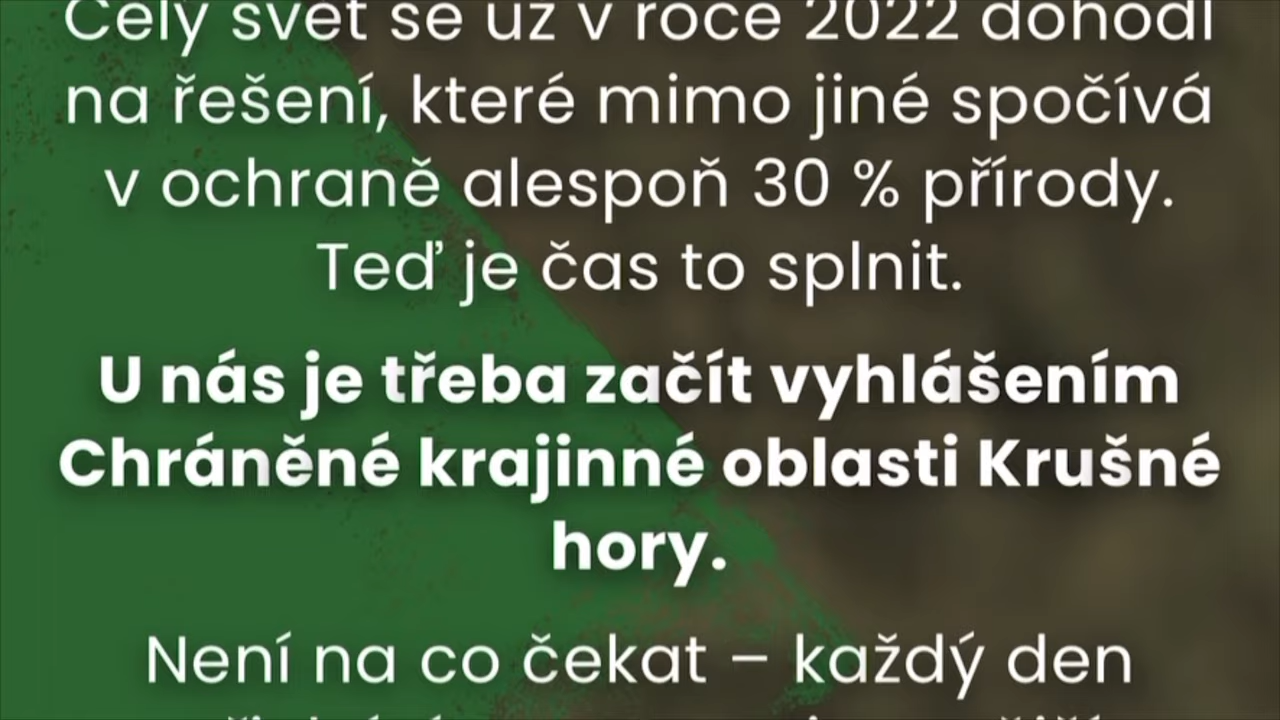 Celý svět se už v roce 2022 dohodl
na řešení, které mimo jiné spočívá
v ochraně alespoň 30 % přírody.
Teď je čas to splnit.
U nás je třeba začít vyhlášením
Chráněné krajinné oblasti Krušné
hory.
Není na co čekat – každý den